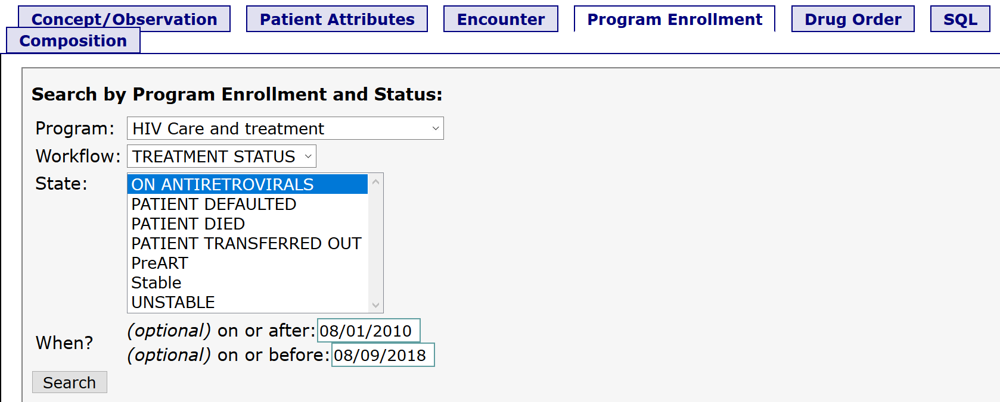 Concept/Observation Patient Attributes Encounter Program Enrollment Drug Order SQL
Composition
Search by Program Enrollment and Status:
Program: HIV Care and treatment
Workflow: TREATMENT STATUS
State: ON ANTIRETROVIRALS
PATIENT DEFAULTED
PATIENT DIED
PATIENT TRANSFERRED OUT
PreART
Stable
UNSTABLE
When? (optional) on or after: 08/01/2010
(optional) on or before: 08/09/2018
Search